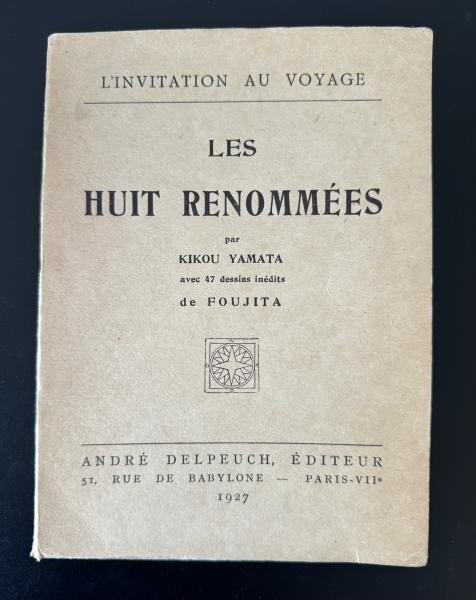 L'INVITATION AU VOYAGE
LES
HUIT RENOMMÉES
par
KIKOU YAMATA
avec 47 dessins inédits
de FOUJITA
ANDRÉ DELPEUCH, ÉDITEUR
51, RUE DE BABYLONE — PARIS-VIIe
1927